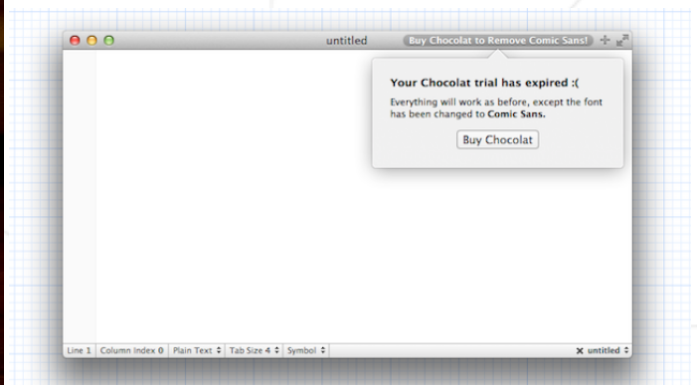 untitled
Buy Chocolat to Remove Comic Sans!
Your Chocolat trial has expired :(
Everything will work as before, except the font
has been changed to Comic Sans.
Buy Chocolat
Line 1 Column Index 0 Plain Text Tab Size 4 Symbol
untitled